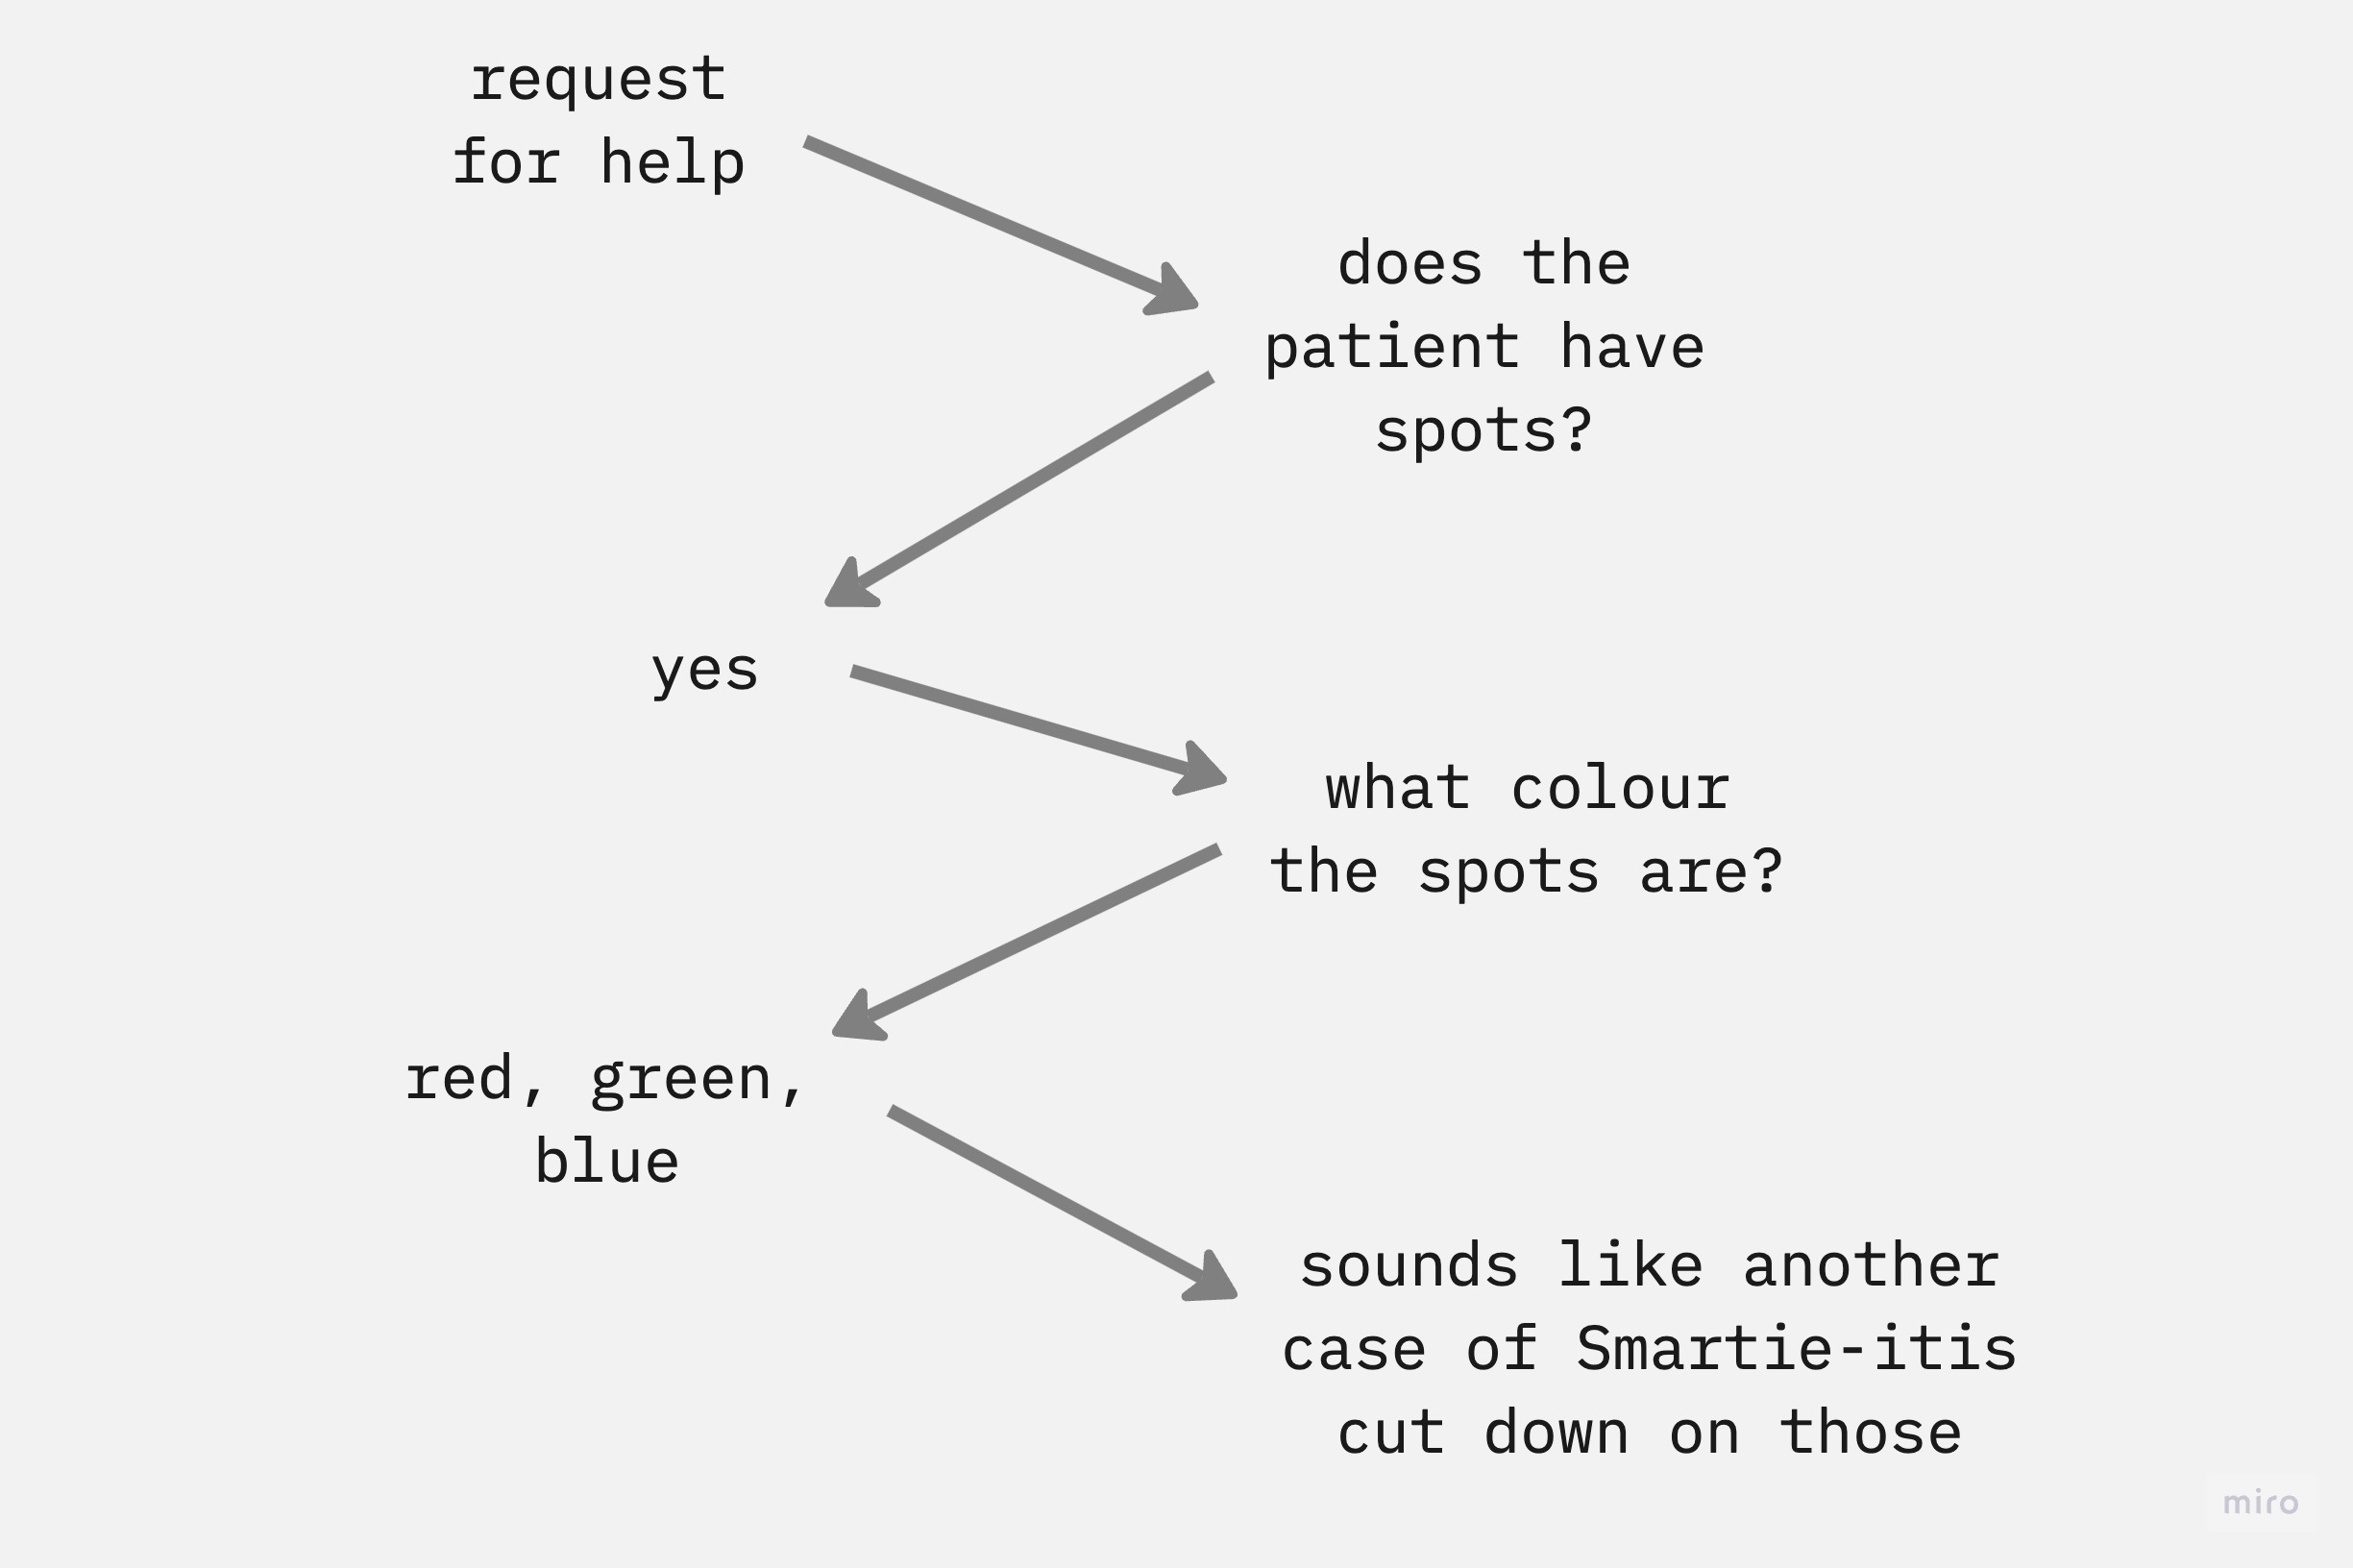 request
for help
does the
patient have
spots?
yes
what colour
the spots are?
red, green,
blue
sounds like another
case of Smartie-itis
cut down on those
miro